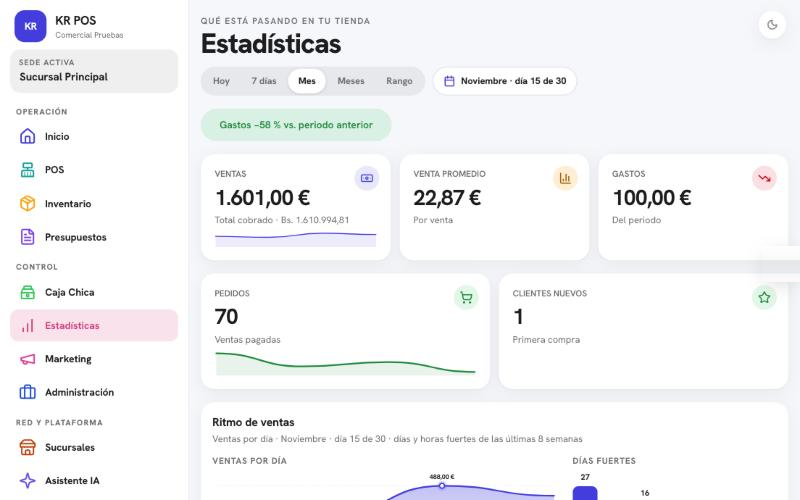 KR
KR POS
Comercial Pruebas
SEDE ACTIVA
Sucursal Principal
OPERACIÓN
Inicio
POS
Inventario
Presupuestos
CONTROL
Caja Chica
Estadísticas
Marketing
Administración
RED Y PLATAFORMA
Sucursales
Asistente IA
QUÉ ESTÁ PASANDO EN TU TIENDA
Estadísticas
Hoy 7 días Mes Meses Rango Noviembre · día 15 de 30
Gastos −58 % vs. periodo anterior
VENTAS
1.601,00 €
Total cobrado · Bs. 1.610.994,81
VENTA PROMEDIO
22,87 €
Por venta
GASTOS
100,00 €
Del periodo
PEDIDOS
70
Ventas pagadas
CLIENTES NUEVOS
1
Primera compra
Ritmo de ventas
Ventas por día · Noviembre · día 15 de 30 · días y horas fuertes de las últimas 8 semanas
VENTAS POR DÍA
488,00 €
DÍAS FUERTES
27
16